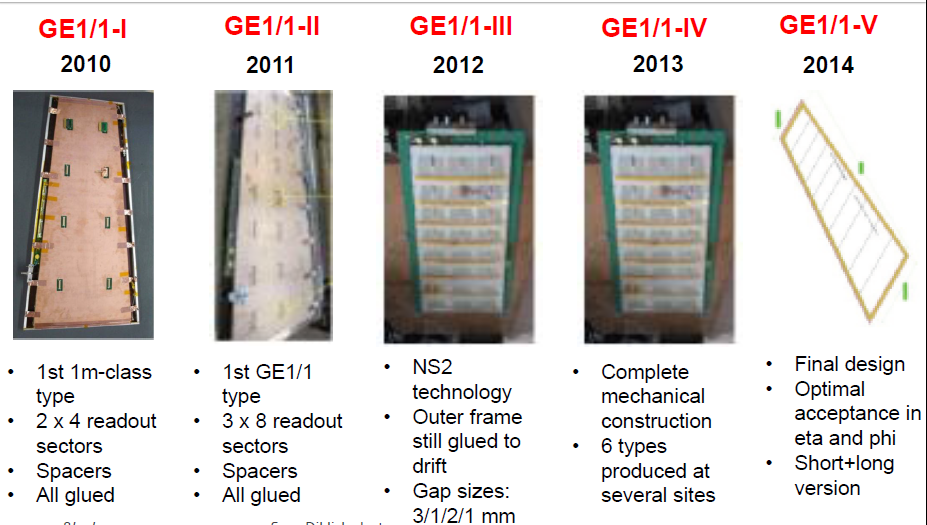 GE1/1-I
2010
• 1st 1m-class
type
• 2 x 4 readout
sectors
• Spacers
• All glued
GE1/1-II
2011
• 1st GE1/1
type
• 3 x 8 readout
sectors
• Spacers
• All glued
GE1/1-III
2012
• NS2
technology
• Outer frame
still glued to
drift
• Gap sizes:
3/1/2/1 mm
GE1/1-IV
2013
• Complete
mechanical
construction
• 6 types
produced at
several sites
GE1/1-V
2014
• Final design
• Optimal
acceptance in
eta and phi
• Short+long
version